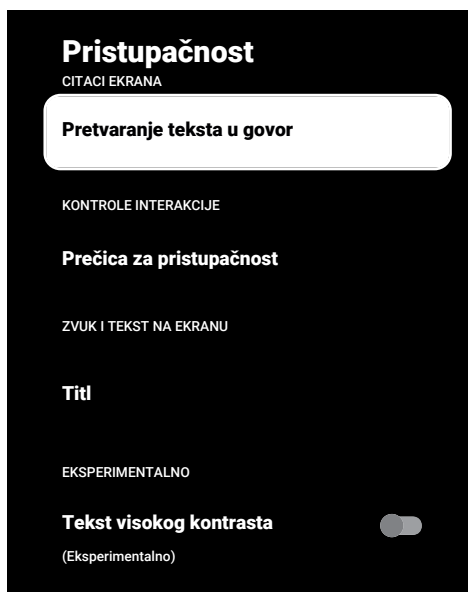 Pristupačnost
CITACI EKRANA
Pretvaranje teksta u govor
KONTROLE INTERAKCIJE
Prečica za pristupačnost
ZVUK I TEKST NA EKRANU
Titl
EKSPERIMENTALNO
Tekst visokog kontrasta
(Eksperimentalno)